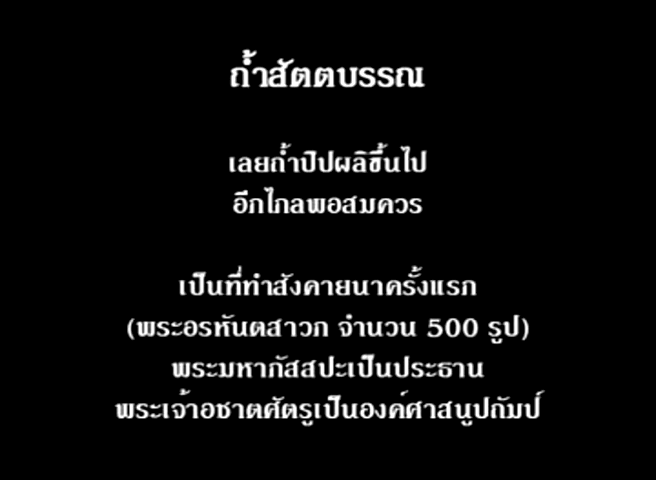 ถ้ำสัตตบรรณ
เลยถ้ำปิปผลิขึ้นไป
อีกไกลพอสมควร
เป็นที่ทำสังคายนาครั้งแรก
(พระอรหันตสาวก จำนวน 500 รูป)
พระมหากัสสปะเป็นประธาน
พระเจ้าอชาตศัตรูเป็นองค์ศาสนูปถัมป์